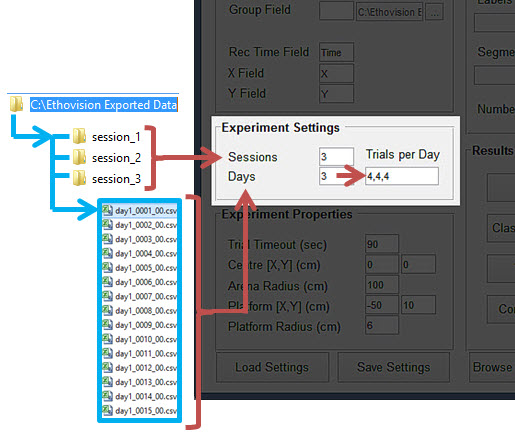 Group Field
C:\Ethovision E
...
Labels
Rec Time Field Time
X Field X
Y Field Y
Segme
Numbe
C:\Ethovision Exported Data
session_1
session_2
session_3
Experiment Settings
Sessions 3 Trials per Day
Days 3 4,4,4
Results
Clas
Co
day1_0001_00.csv
day1_0002_00.csv
day1_0003_00.csv
day1_0004_00.csv
day1_0005_00.csv
day1_0006_00.csv
day1_0007_00.csv
day1_0008_00.csv
day1_0009_00.csv
day1_0010_00.csv
day1_0011_00.csv
day1_0012_00.csv
day1_0013_00.csv
day1_0014_00.csv
day1_0015_00.csv
Experiment Properties
Trial Timeout (sec) 90
Centre [X,Y] (cm) 0 0
Arena Radius (cm) 100
Platform [X,Y] (cm) -50 10
Platform Radius (cm) 6
Load Settings Save Settings Browse